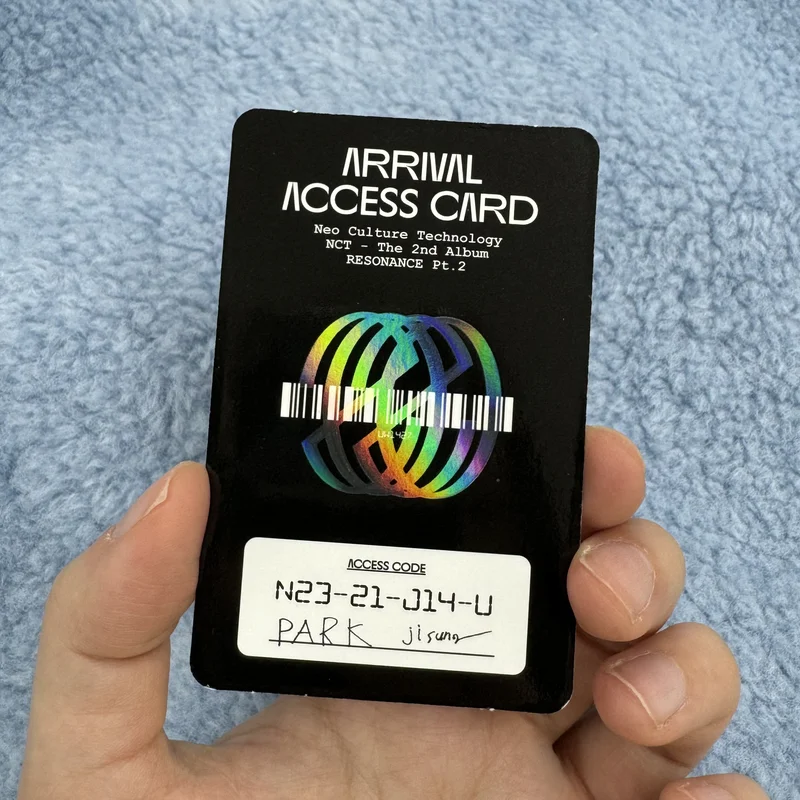 ARRIVAL
ACCESS CARD
Neo Culture Technology
NCT - The 2nd Album
RESONANCE Pt.2
ACCESS CODE
N23-21-J14-U
PARK jisung